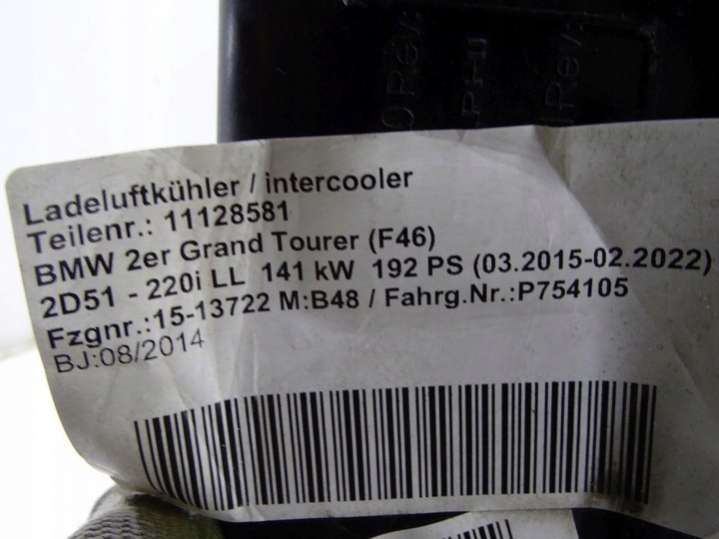 Ladeluftkühler / intercooler
Teilenr.: 11128581
BMW 2er Grand Tourer (F46)
2D51 - 220i LL 141 kW 192 PS (03.2015-02.2022)
Fzgnr.:15-13722 M:B48 / Fahrg.Nr.:P754105
BJ:08/2014